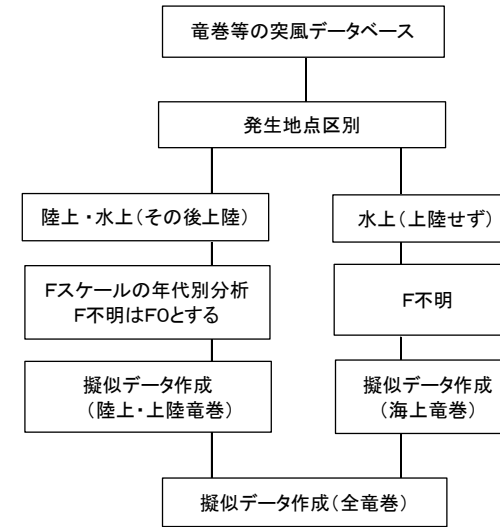 竜巻等の突風データベース
発生地点区別
陸上・水上(その後上陸)
水上(上陸せず)
Fスケールの年代別分析
F不明はF0とする
F不明
擬似データ作成
(陸上・上陸竜巻)
擬似データ作成
(海上竜巻)
擬似データ作成(全竜巻)